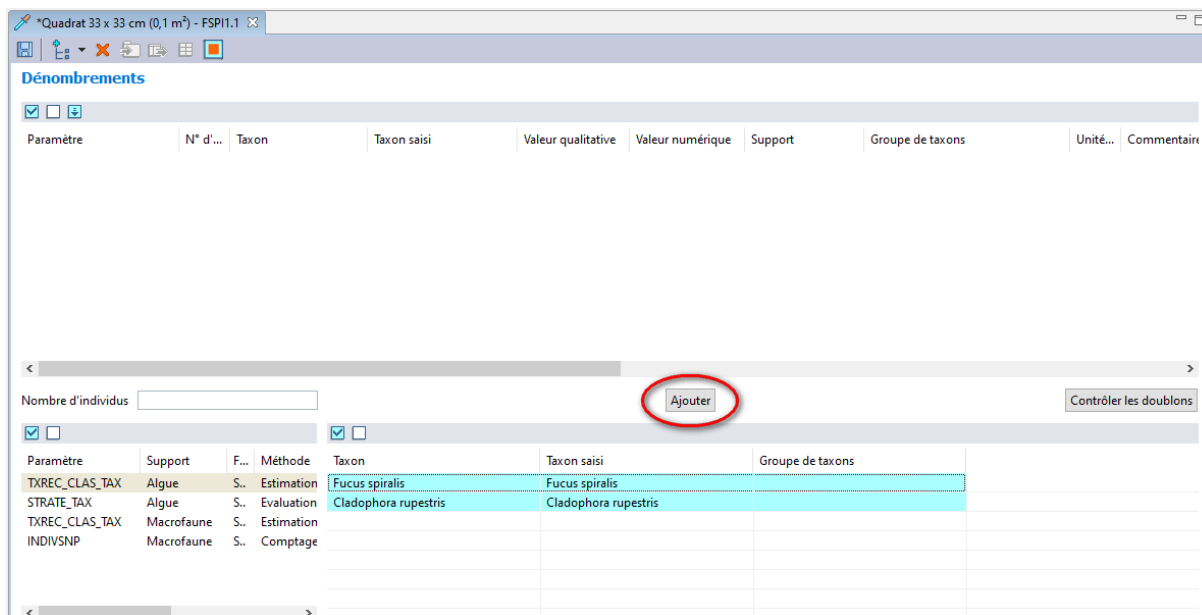 *Quadrat 33 x 33 cm (0,1 m²) - FSPI1.1
Dénombrements
Paramètre N° d'... Taxon Taxon saisi Valeur qualitative Valeur numérique Support Groupe de taxons Unité... Commentaire
Nombre d'individus Ajouter Contrôler les doublons
Paramètre Support F... Méthode Taxon Taxon saisi Groupe de taxons
TXREC_CLAS_TAX Algue S.. Estimation Fucus spiralis Fucus spiralis
STRATE_TAX Algue S.. Evaluation Cladophora rupestris Cladophora rupestris
TXREC_CLAS_TAX Macrofaune S.. Estimation
INDIVSNP Macrofaune S.. Comptage